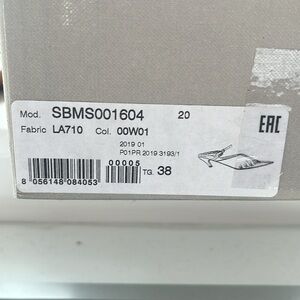 Mod. SBMS001604 20
Fabric LA710 Col. 00W01
EAC
2019 01
P01PR 2019 3193/1
00005
TG. 38
8 056148 084053